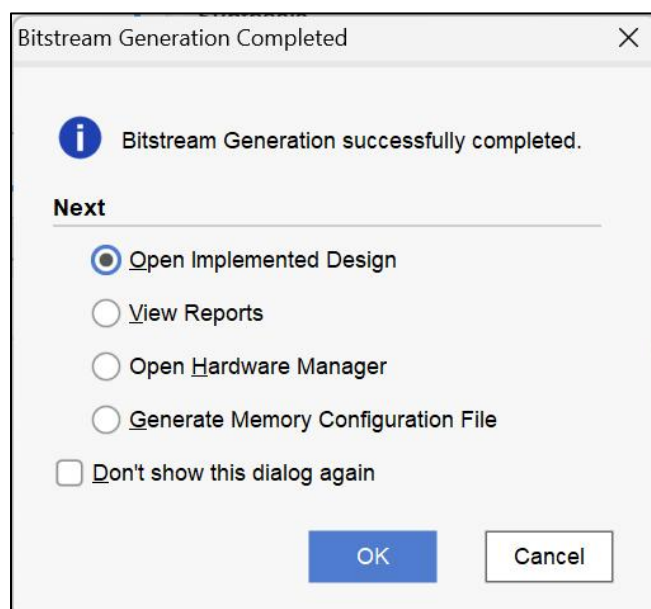 Bitstream Generation Completed
Bitstream Generation successfully completed.
Next
Open Implemented Design
View Reports
Open Hardware Manager
Generate Memory Configuration File
Don't show this dialog again
OK
Cancel